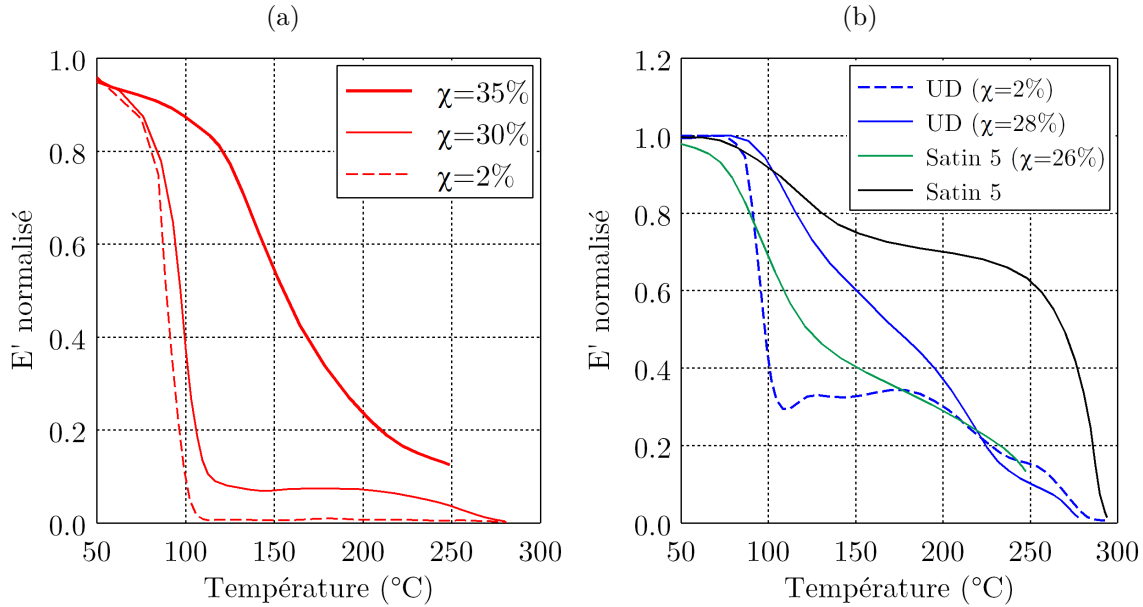 (a)
1.0
0.8
0.6
0.4
0.2
0.0
50
100
150
200
250
300
E' normalisé
Température (°C)
χ=35%
χ=30%
χ=2%
(b)
1.2
1.0
0.8
0.6
0.4
0.2
0.0
50
100
150
200
250
300
E' normalisé
Température (°C)
UD (χ=2%)
UD (χ=28%)
Satin 5 (χ=26%)
Satin 5